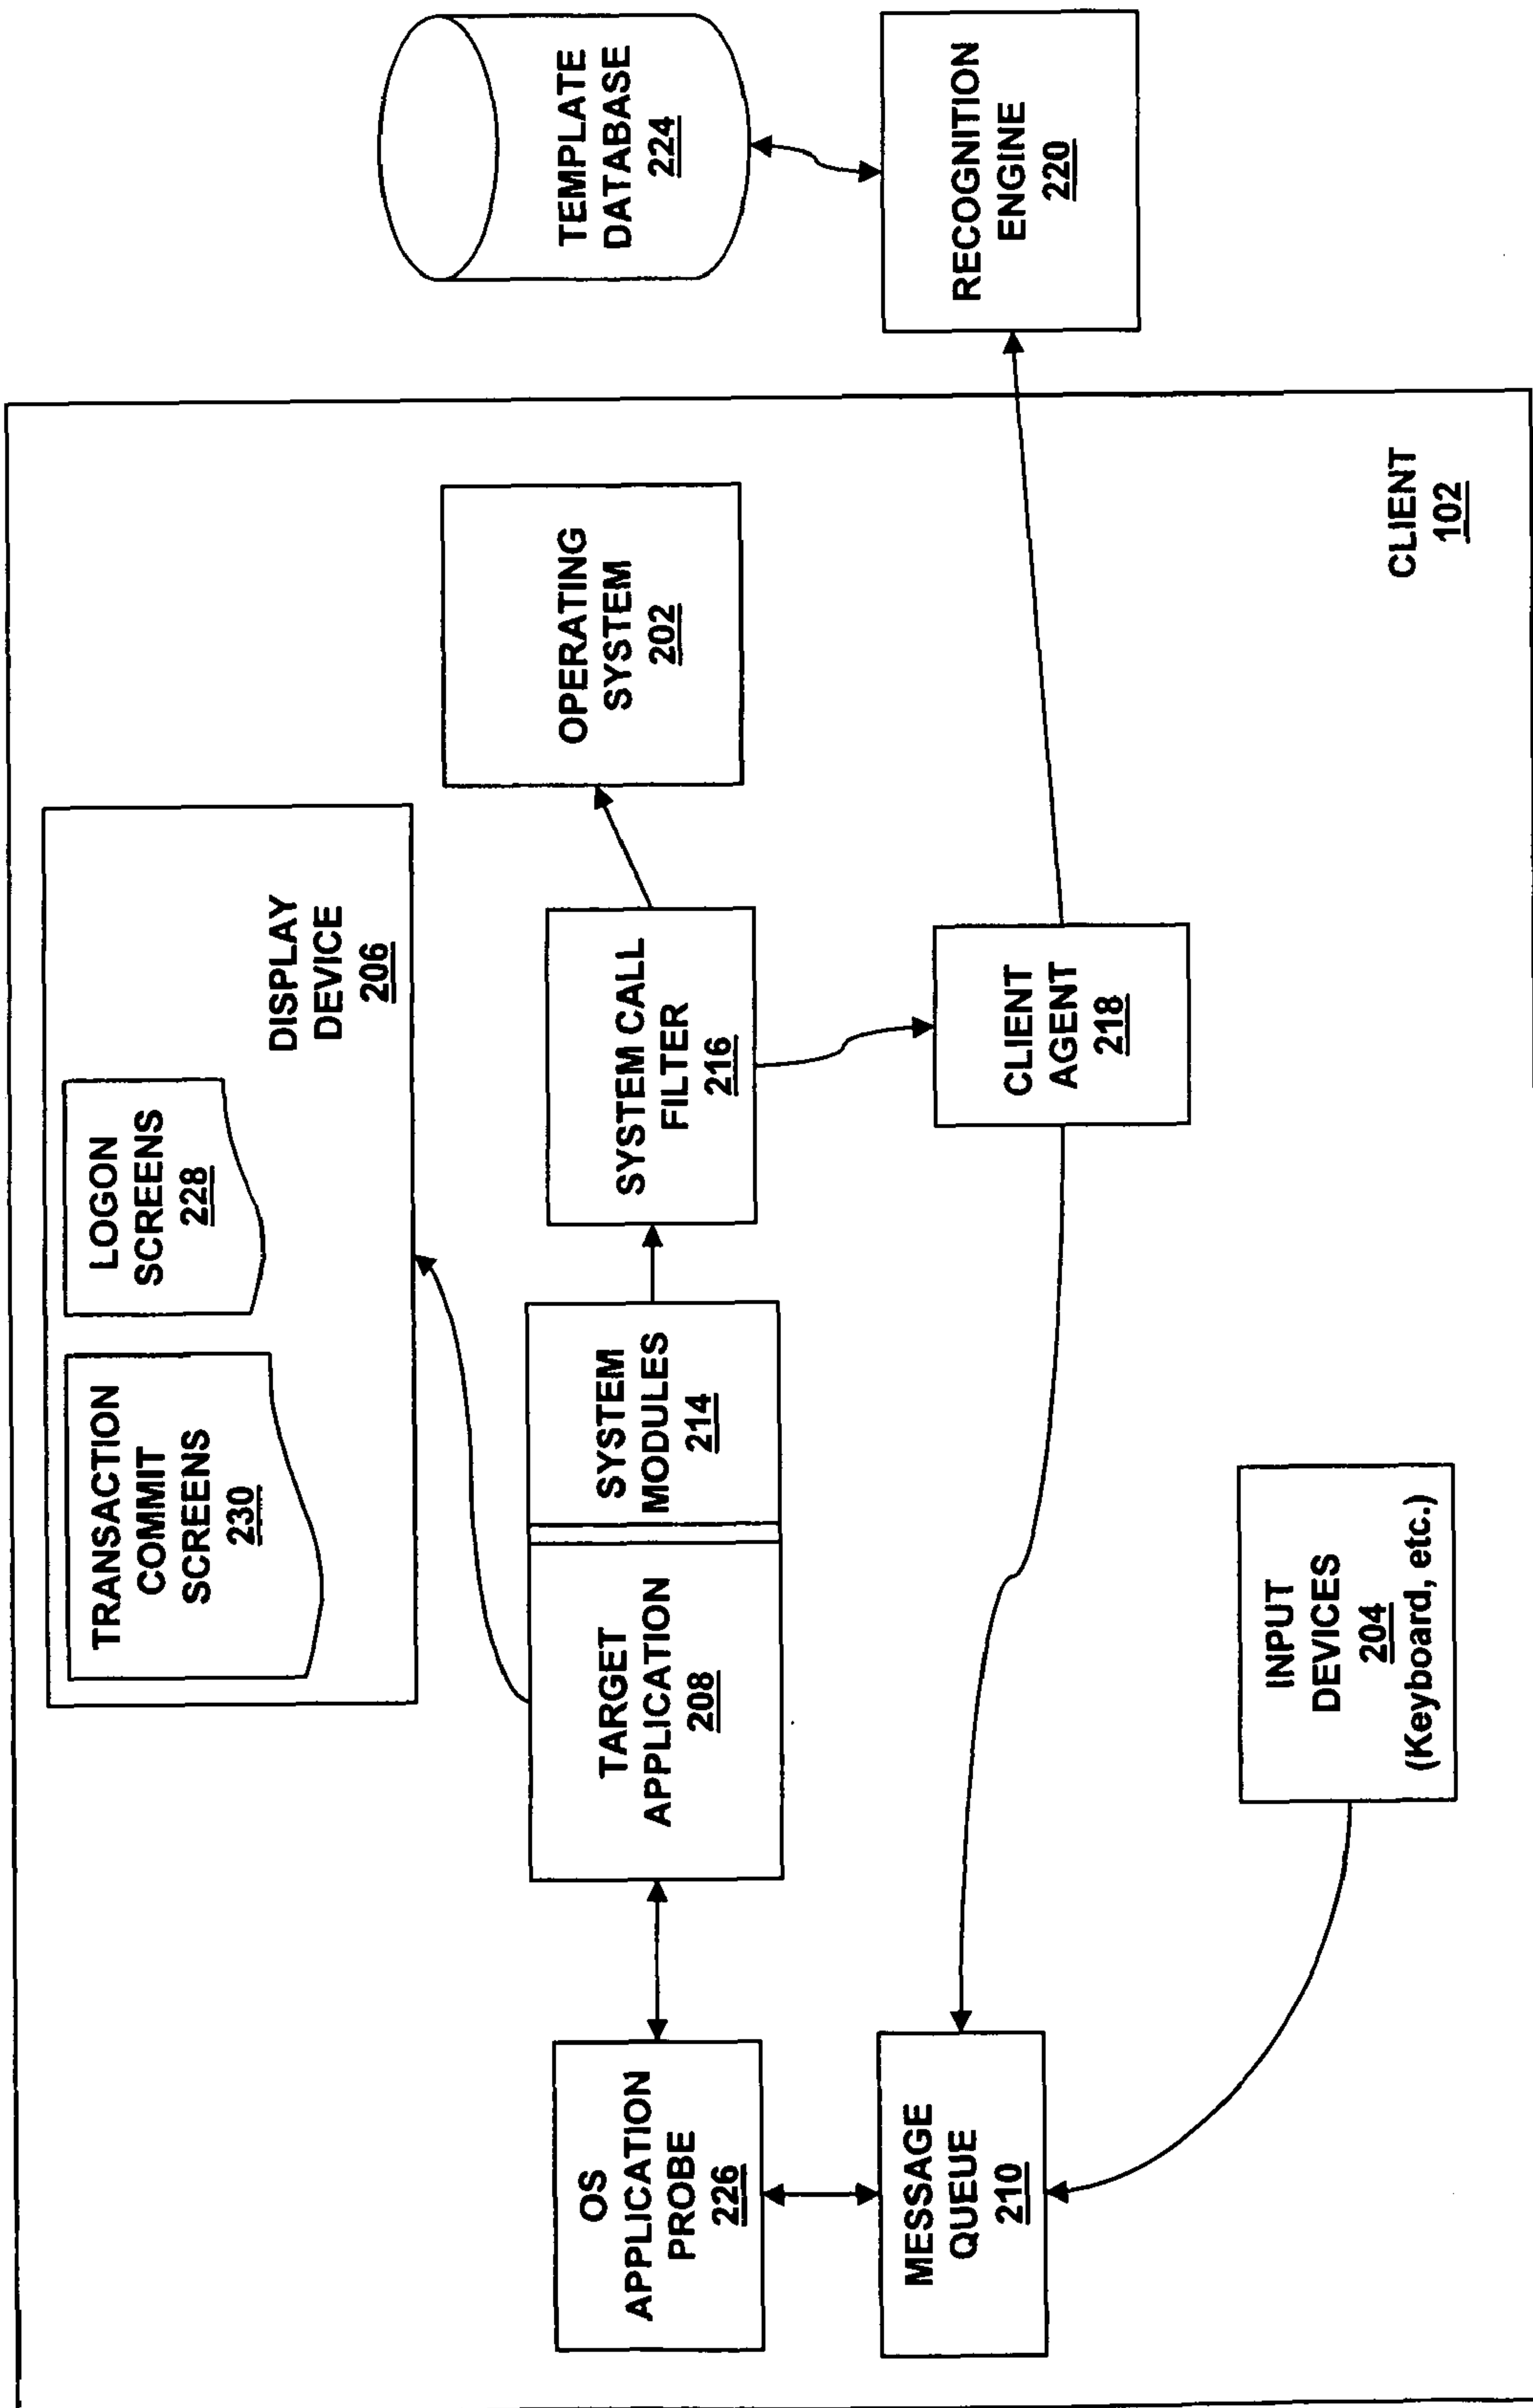 TRANSACTION
COMMIT
SCREENS
230
LOGON
SCREENS
228
DISPLAY
DEVICE
206
TEMPLATE
DATABASE
224
OS
APPLICATION
PROBE
226
TARGET
APPLICATION
208
SYSTEM
MODULES
214
SYSTEM CALL
FILTER
216
OPERATING
SYSTEM
202
MESSAGE
QUEUE
210
CLIENT
AGENT
218
RECOGNITION
ENGINE
220
INPUT
DEVICES
204
(Keyboard, etc.)
CLIENT
102